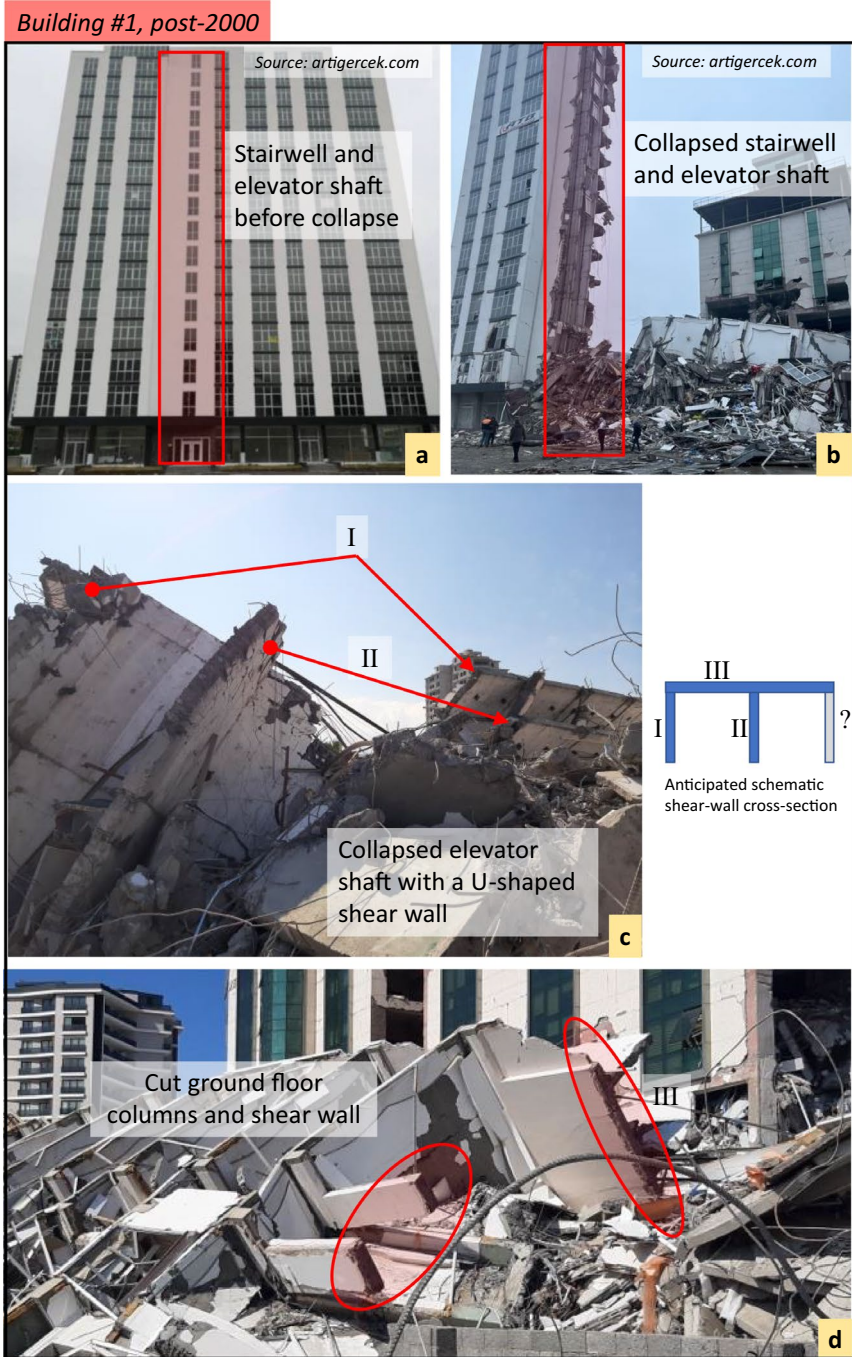 Building #1, post-2000
Source: artigercek.com
Source: artigercek.com
Stairwell and
elevator shaft
before collapse
Collapsed stairwell
and elevator shaft
a
b
I
II
III
I
II
?
Anticipated schematic
shear-wall cross-section
Collapsed elevator
shaft with a U-shaped
shear wall
c
Cut ground floor
columns and shear wall
III
d